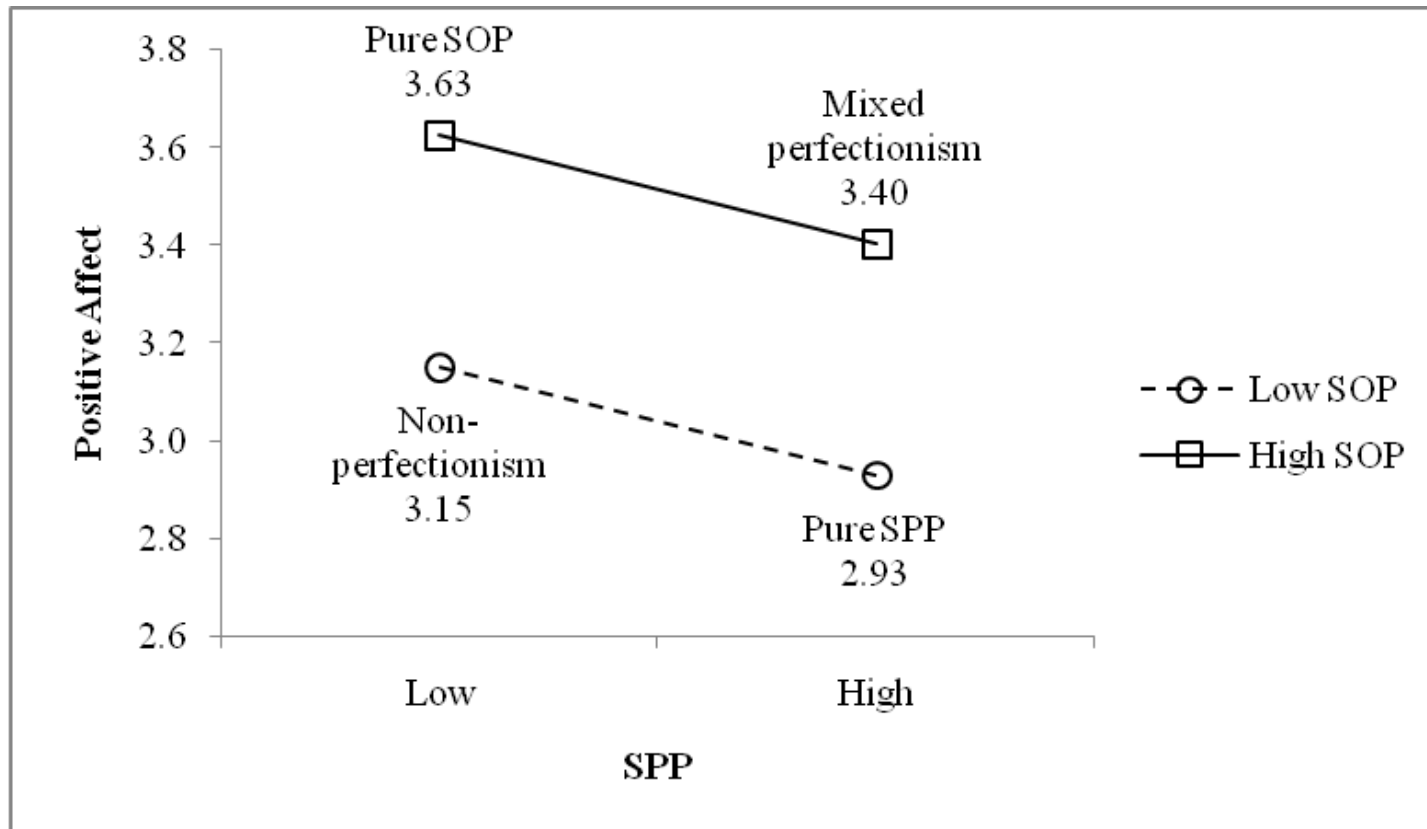 3.8
3.6
3.4
3.2
3.0
2.8
2.6
Positive Affect
Pure SOP
3.63
Mixed
perfectionism
3.40
Non-
perfectionism
3.15
Pure SPP
2.93
Low SOP
High SOP
Low
High
SPP